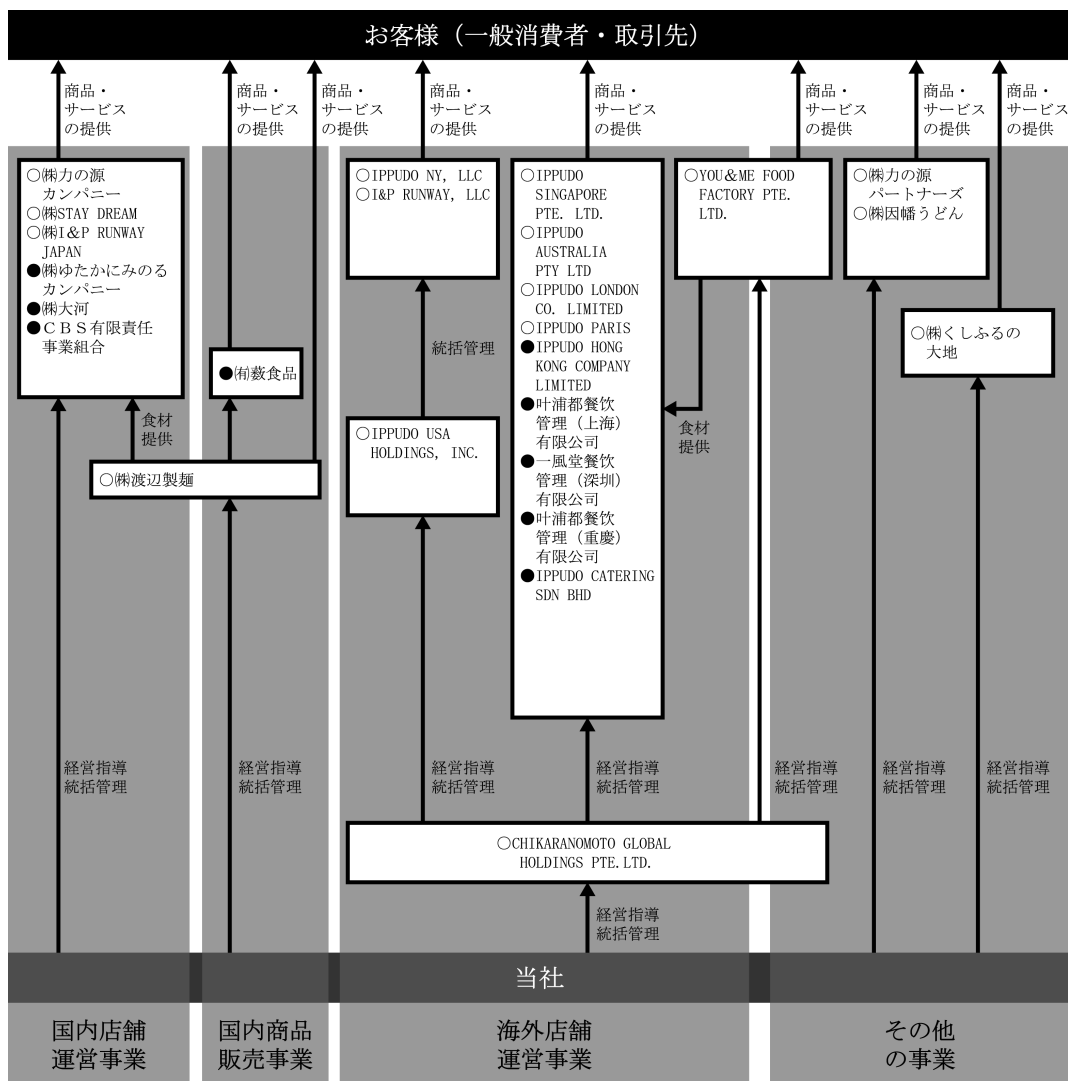 お客様（一般消費者・取引先）
商品・
サービス
の提供
商品・
サービス
の提供
商品・
サービス
の提供
商品・
サービス
の提供
商品・
サービス
の提供
商品・
サービス
の提供
商品・
サービス
の提供
商品・
サービス
の提供
○㈱力の源
カンパニー
○㈱STAY DREAM
○㈱I＆P RUNWAY
JAPAN
●㈱ゆたかにみのる
カンパニー
●㈱大河
●ＣＢＳ有限責任
事業組合
食材
提供
●㈲薮食品
○㈱渡辺製麺
○IPPUDO NY, LLC
○I&P RUNWAY, LLC
統括管理
○IPPUDO USA
HOLDINGS, INC.
○IPPUDO
SINGAPORE
PTE. LTD.
○IPPUDO
AUSTRALIA
PTY LTD
○IPPUDO LONDON
CO. LIMITED
○IPPUDO PARIS
●IPPUDO HONG
KONG COMPANY
LIMITED
●叶浦都餐饮
管理（上海）
有限公司
●一風堂餐饮
管理（深圳）
有限公司
●叶浦都餐饮
管理（重慶）
有限公司
●IPPUDO CATERING
SDN BHD
○YOU＆ME FOOD
FACTORY PTE.
LTD.
食材
提供
○㈱力の源
パートナーズ
○㈱因幡うどん
○㈱くしふるの
大地
経営指導
統括管理
経営指導
統括管理
経営指導
統括管理
経営指導
統括管理
経営指導
統括管理
経営指導
統括管理
経営指導
統括管理
○CHIKARANOMOTO GLOBAL
HOLDINGS PTE.LTD.
経営指導
統括管理
当社
国内店舗
運営事業
国内商品
販売事業
海外店舗
運営事業
その他
の事業